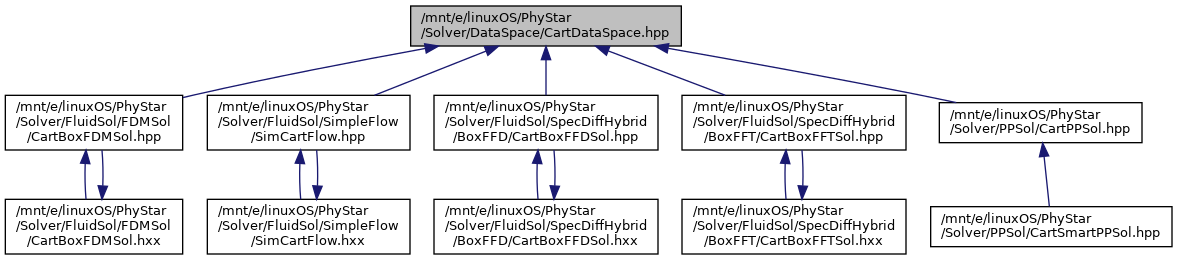 /mnt/e/linuxOS/PhyStar
/Solver/DataSpace/CartDataSpace.hpp
/mnt/e/linuxOS/PhyStar
/Solver/FluidSol/FDMSol
/CartBoxFDMSol.hpp
/mnt/e/linuxOS/PhyStar
/Solver/FluidSol/SimpleFlow
/SimCartFlow.hpp
/mnt/e/linuxOS/PhyStar
/Solver/FluidSol/SpecDiffHybrid
/BoxFFD/CartBoxFFDSol.hpp
/mnt/e/linuxOS/PhyStar
/Solver/FluidSol/SpecDiffHybrid
/BoxFFT/CartBoxFFTSol.hpp
/mnt/e/linuxOS/PhyStar
/Solver/PPSol/CartPPSol.hpp
/mnt/e/linuxOS/PhyStar
/Solver/FluidSol/FDMSol
/CartBoxFDMSol.hxx
/mnt/e/linuxOS/PhyStar
/Solver/FluidSol/SimpleFlow
/SimCartFlow.hxx
/mnt/e/linuxOS/PhyStar
/Solver/FluidSol/SpecDiffHybrid
/BoxFFD/CartBoxFFDSol.hxx
/mnt/e/linuxOS/PhyStar
/Solver/FluidSol/SpecDiffHybrid
/BoxFFT/CartBoxFFTSol.hxx
/mnt/e/linuxOS/PhyStar
/Solver/PPSol/CartSmartPPSol.hpp